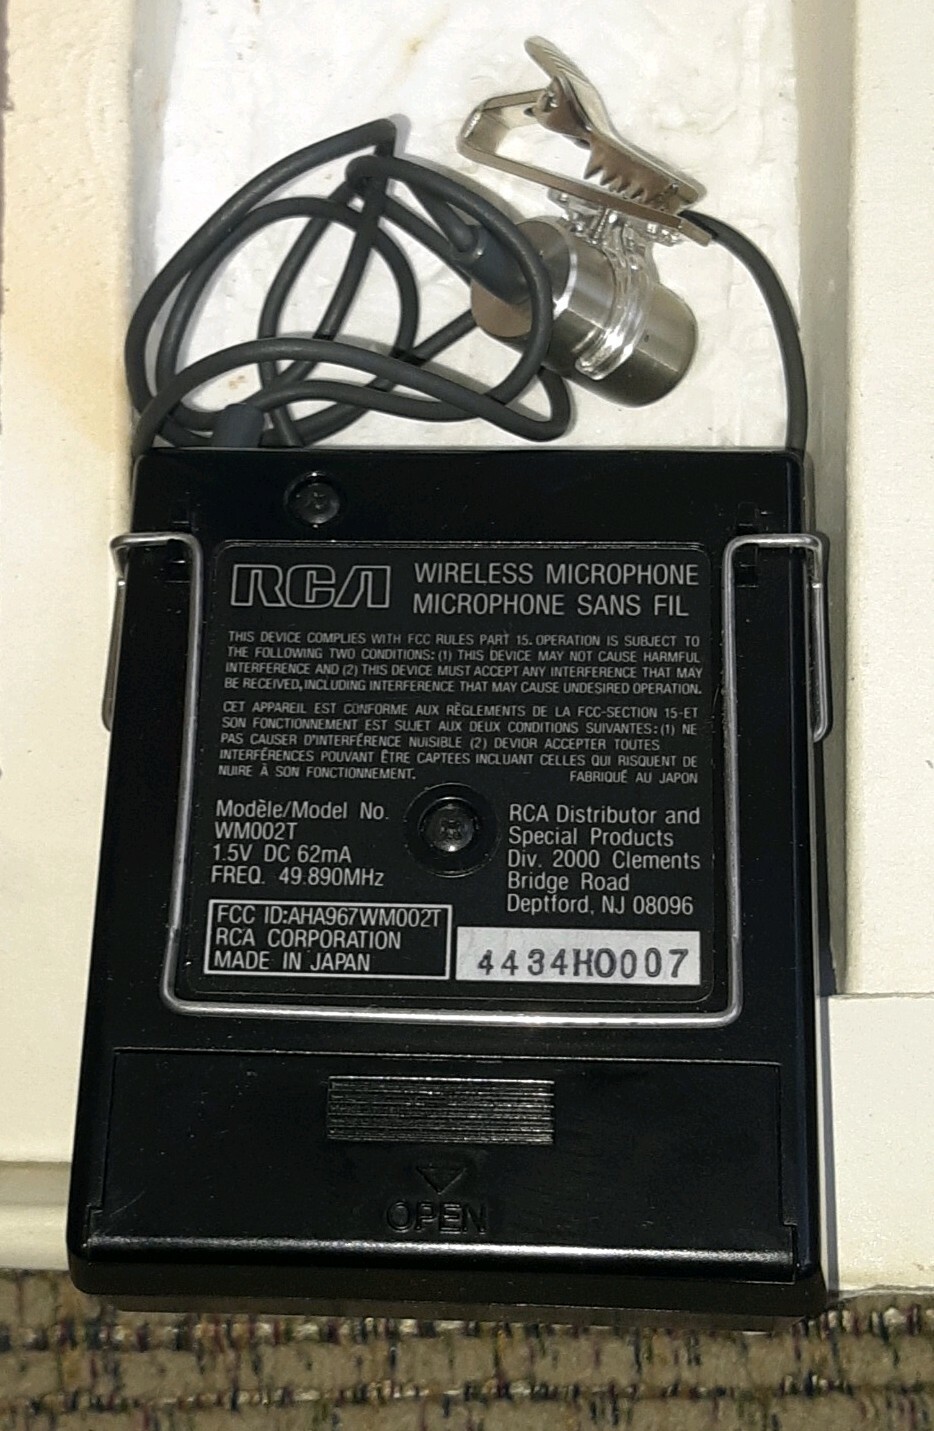 RCA WIRELESS MICROPHONE
MICROPHONE SANS FIL
THIS DEVICE COMPLIES WITH FCC RULES PART 15. OPERATION IS SUBJECT TO
THE FOLLOWING TWO CONDITIONS: (1) THIS DEVICE MAY NOT CAUSE HARMFUL
INTERFERENCE AND (2) THIS DEVICE MUST ACCEPT ANY INTERFERENCE THAT MAY
BE RECEIVED, INCLUDING INTERFERENCE THAT MAY CAUSE UNDESIRED OPERATION.
CET APPAREIL EST CONFORME AUX RÈGLEMENTS DE LA FCC-SECTION 15-ET
SON FONCTIONNEMENT EST SUJET AUX DEUX CONDITIONS SUIVANTES: (1) NE
PAS CAUSER D'INTERFÉRENCE NUISIBLE (2) DEVIOR ACCEPTER TOUTES
INTERFÉRENCES POUVANT ÊTRE CAPTEES INCLUANT CELLES QUI RISQUENT DE
NUIRE À SON FONCTIONNEMENT. FABRIQUÉ AU JAPON
Modèle/Model No.
WM002T
1.5V DC 62mA
FREQ. 49.890MHz
RCA Distributor and
Special Products
Div. 2000 Clements
Bridge Road
Deptford, NJ 08096
FCC ID:AHA967WM002T
RCA CORPORATION
MADE IN JAPAN
4434H0007
OPEN